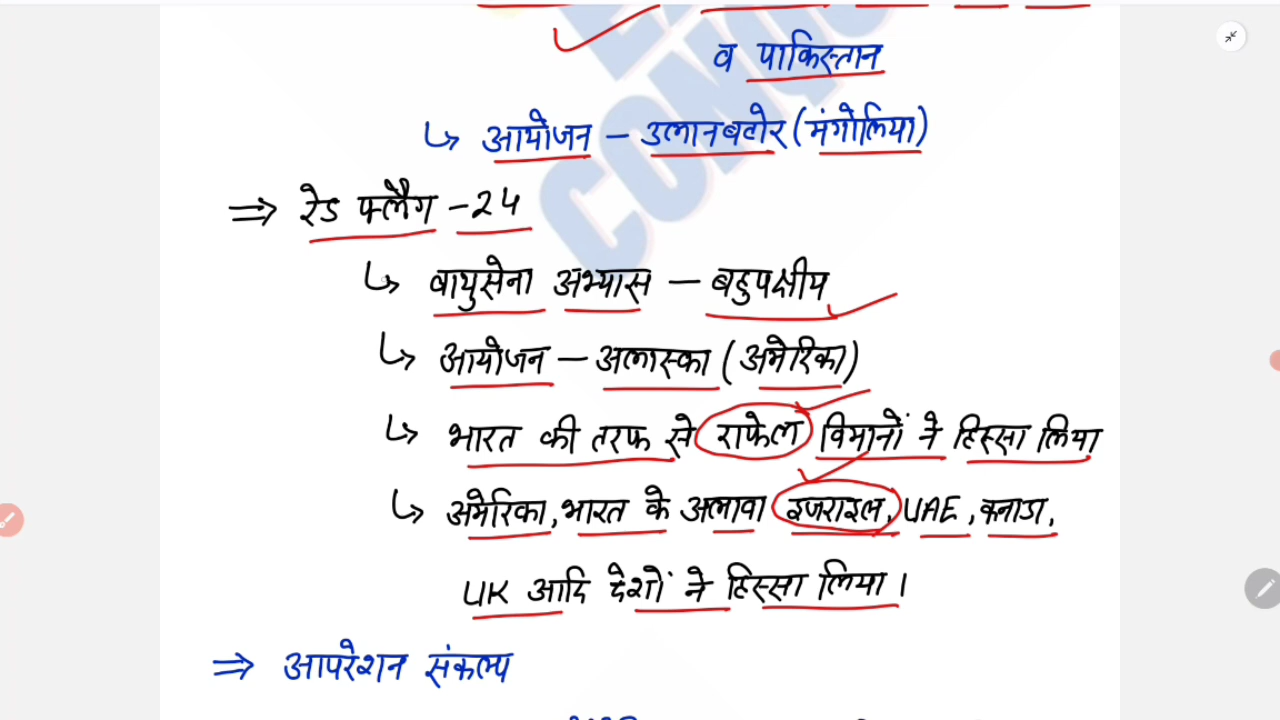 व पाकिस्तान
↳ आयोजन – उलानबटोर (मंगोलिया)
⇒ रेड फ्लैग -24
↳ वायुसेना अभ्यास – बहुपक्षीय
↳ आयोजन – अलास्का (अमेरिका)
↳ भारत की तरफ से राफेल विमानों ने हिस्सा लिया
↳ अमेरिका, भारत के अलावा इजराइल, UAE, कनाडा,
UK आदि देशों ने हिस्सा लिया।
⇒ आपरेशन संकल्प